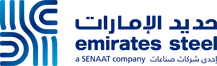 حديد الإمارات
emirates steel
a SENAAT company إحدى شركات صناعات